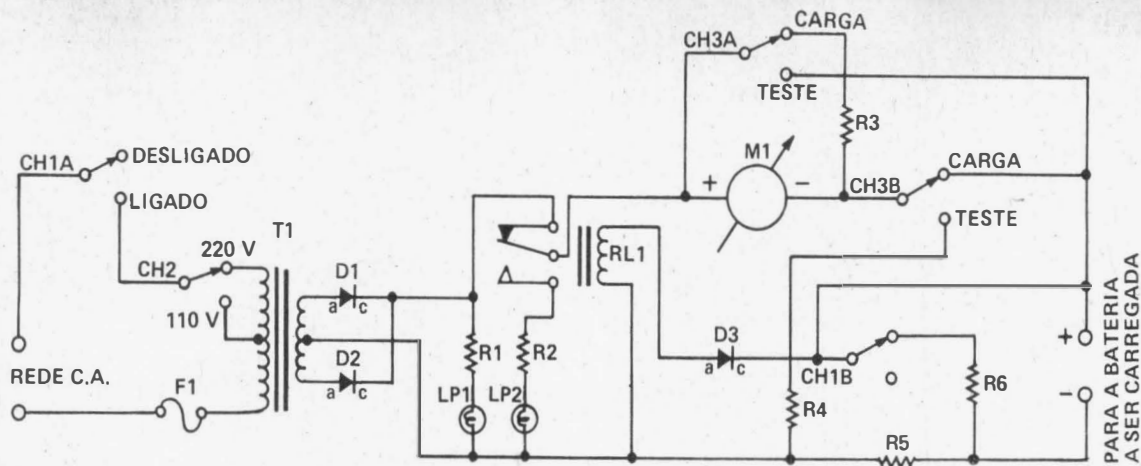 CARGA
CH3A
TESTE
R3
M1
CARGA
+
-
CH3B
TESTE
CH1A
DESLIGADO
LIGADO
T1
220 V
CH2
110 V
D1
a
c
D2
a
c
RL1
R1
R2
LP1
LP2
D3
a
c
CH1B
R4
R6
R5
REDE C.A.
F1
+
-
PARA A BATERIA
A SER CARREGADA